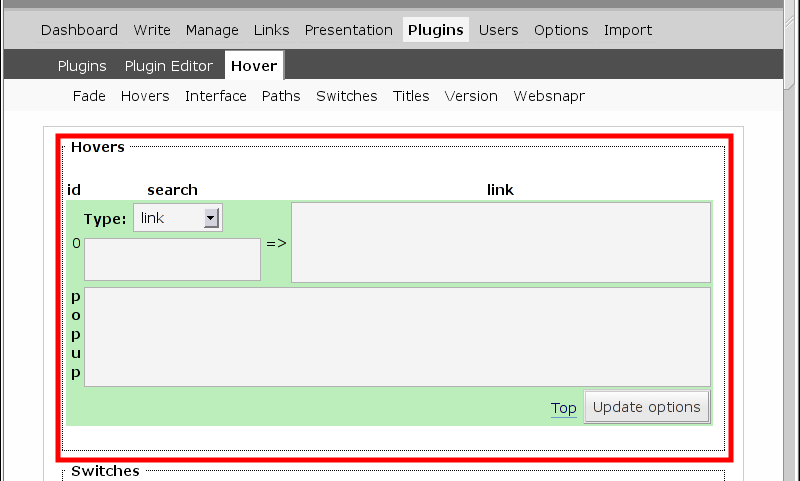 Dashboard Write Manage Links Presentation Plugins Users Options Import
Plugins Plugin Editor Hover
Fade Hovers Interface Paths Switches Titles Version Websnapr
Hovers
id search link
Type: link
0 =>
p
o
p
u
p
Top Update options
Switches